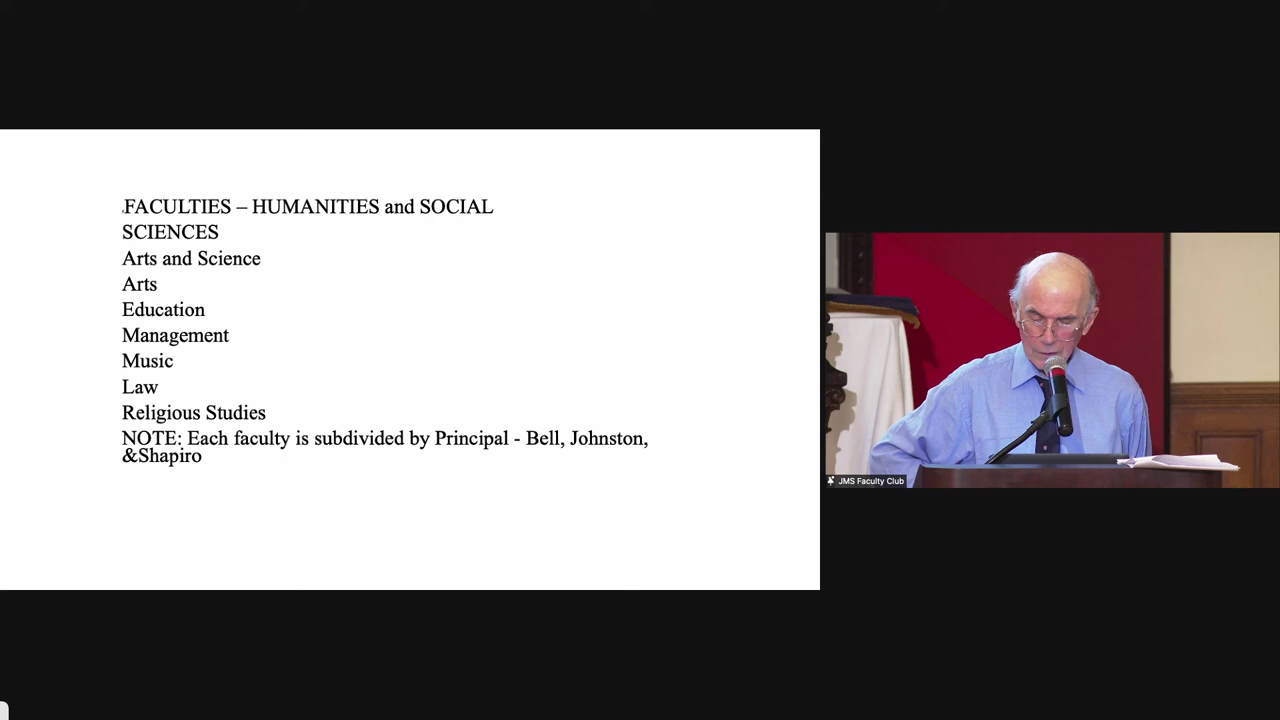 .FACULTIES – HUMANITIES and SOCIAL
SCIENCES
Arts and Science
Arts
Education
Management
Music
Law
Religious Studies
NOTE: Each faculty is subdivided by Principal - Bell, Johnston,
&Shapiro
JMS Faculty Club